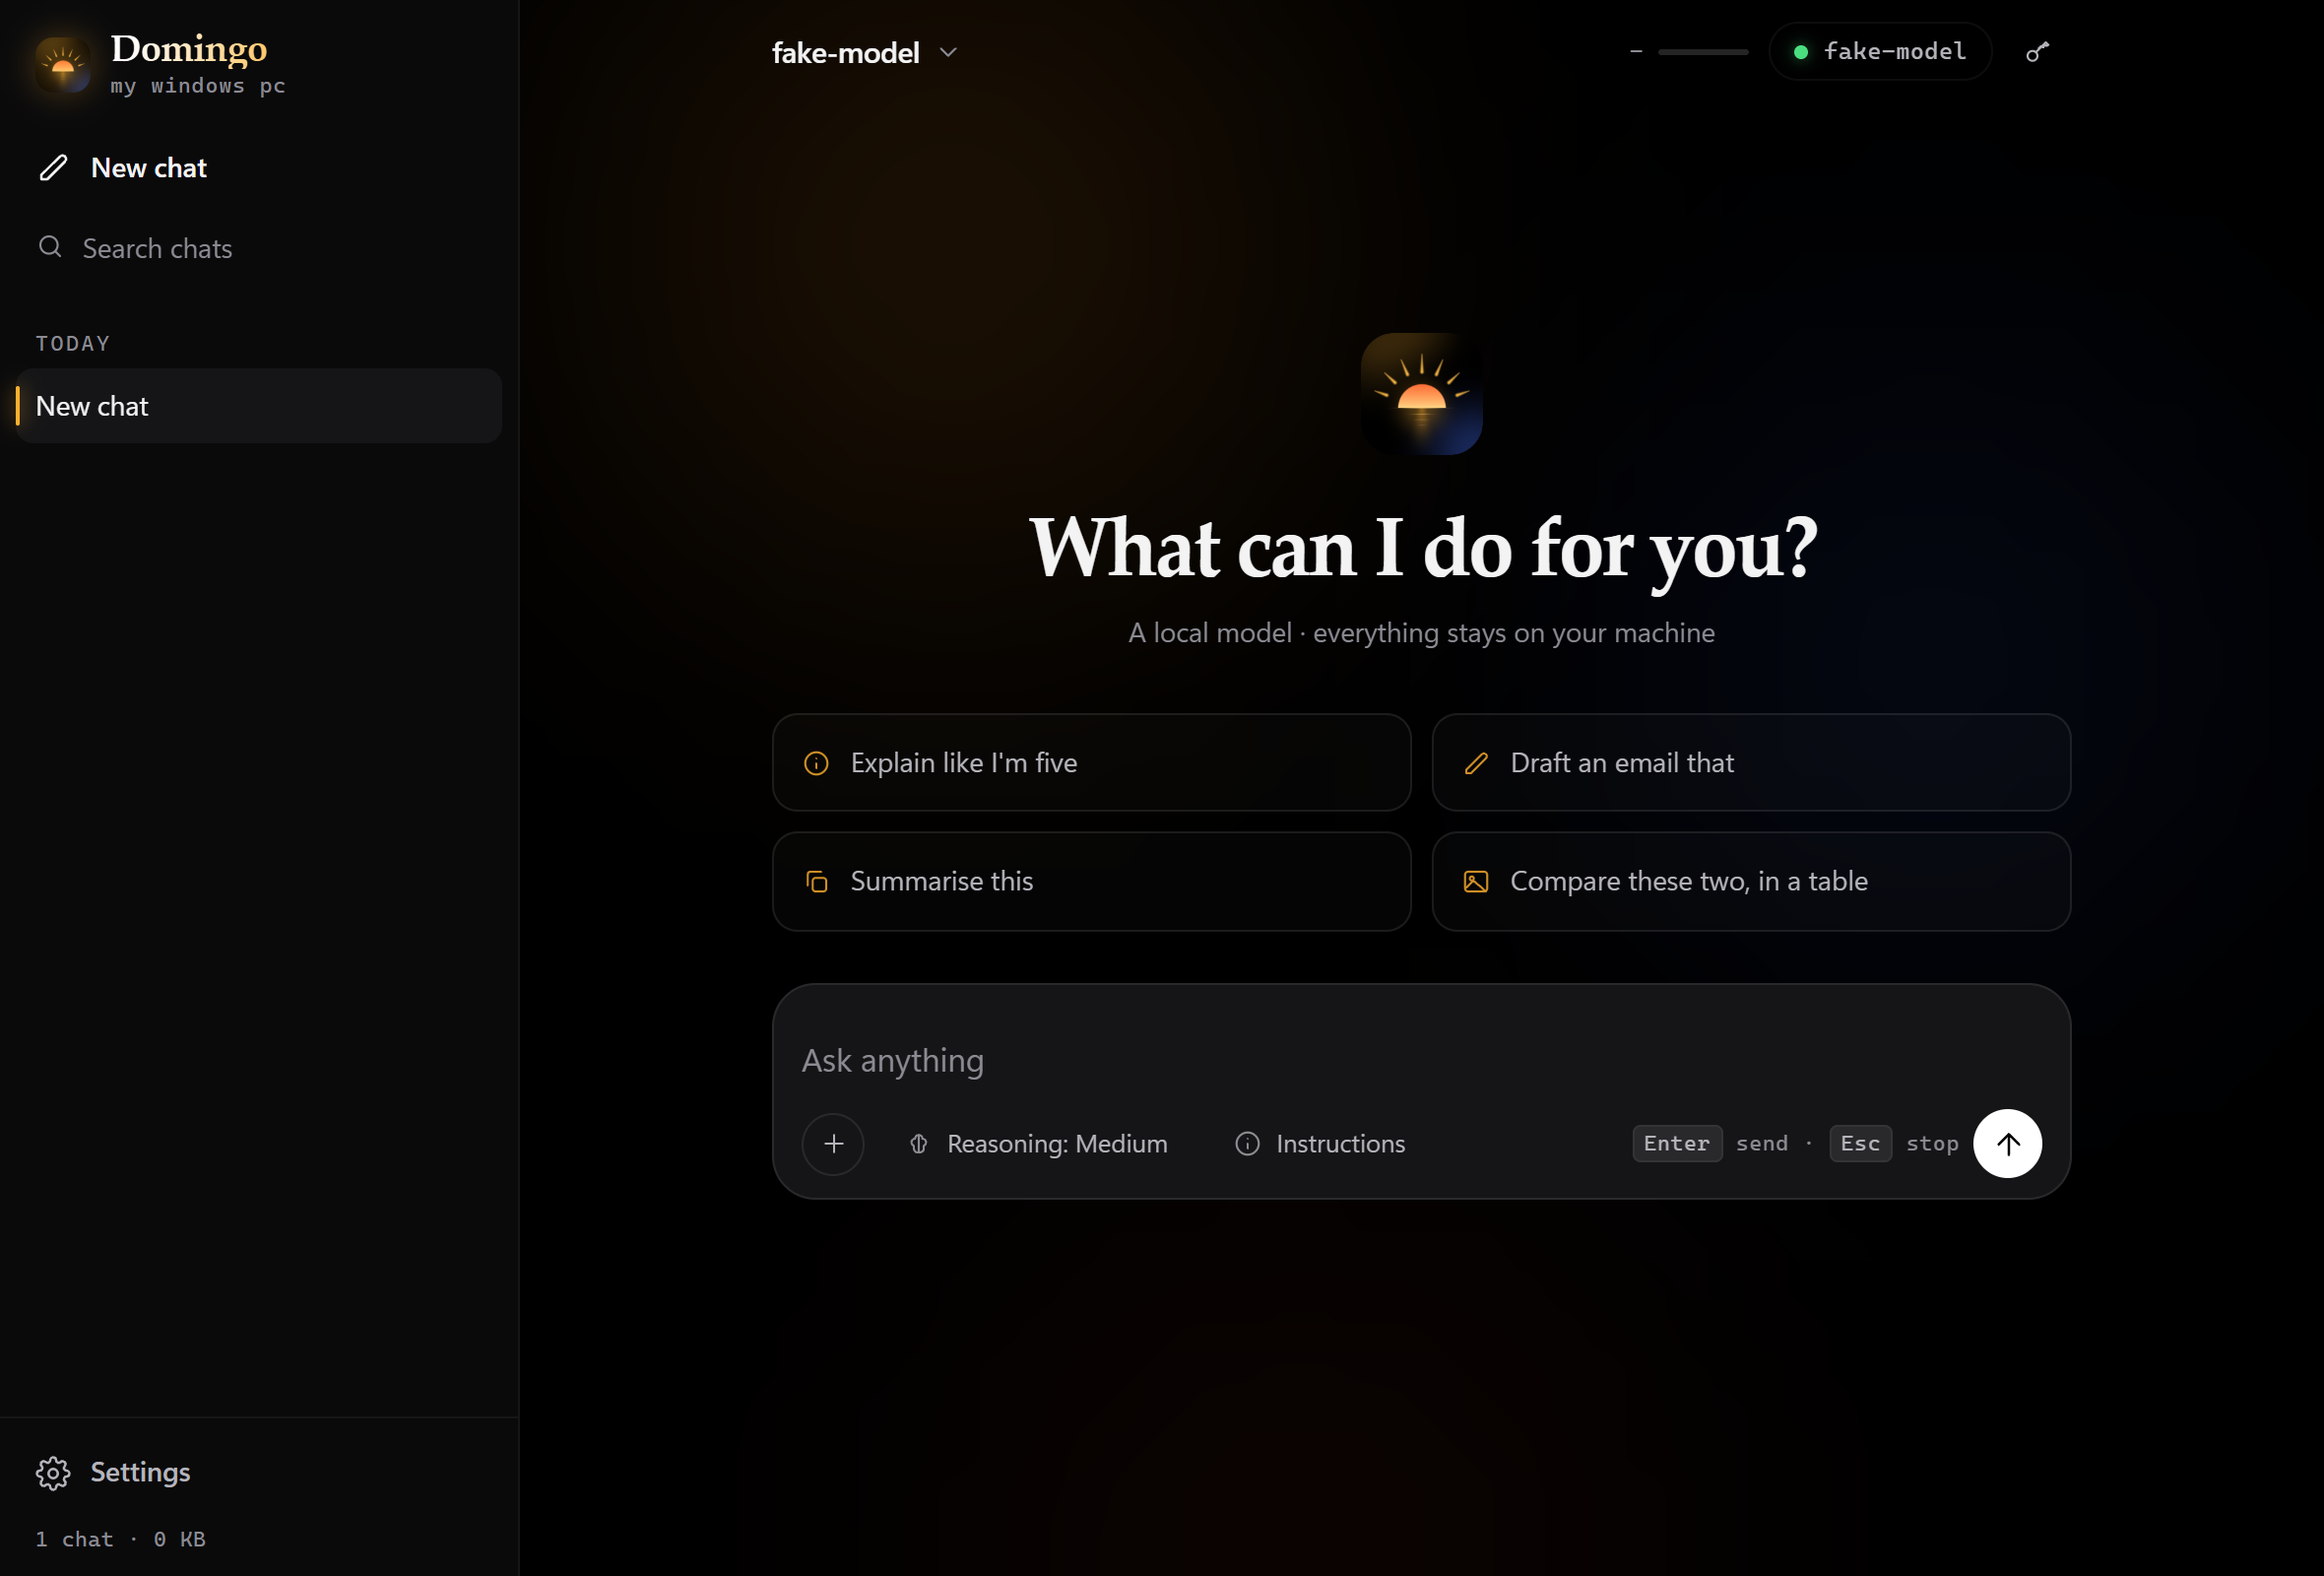 Domingo
my windows pc
New chat
Search chats
TODAY
New chat
Settings
1 chat · 0 KB
fake-model
– fake-model
What can I do for you?
A local model · everything stays on your machine
Explain like I'm five
Draft an email that
Summarise this
Compare these two, in a table
Ask anything
Reasoning: Medium Instructions Enter send · Esc stop